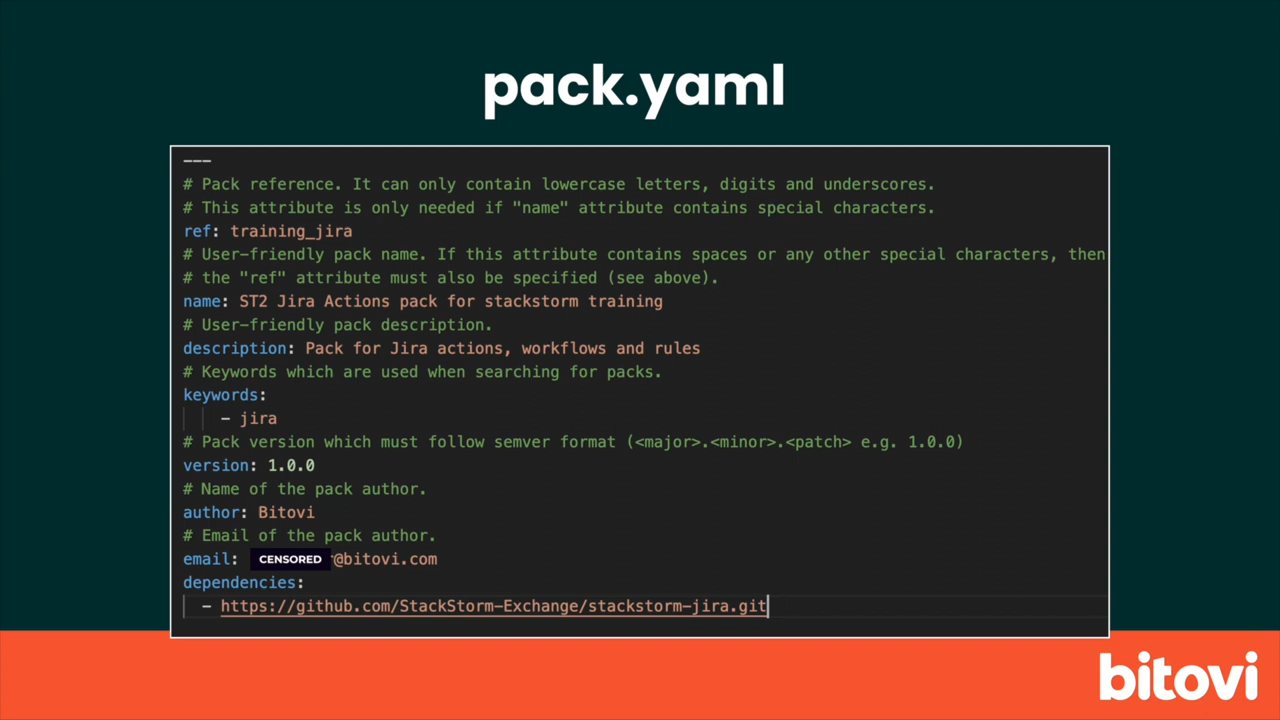 pack.yaml
---
# Pack reference. It can only contain lowercase letters, digits and underscores.
# This attribute is only needed if "name" attribute contains special characters.
ref: training_jira
# User-friendly pack name. If this attribute contains spaces or any other special characters, then
# the "ref" attribute must also be specified (see above).
name: ST2 Jira Actions pack for stackstorm training
# User-friendly pack description.
description: Pack for Jira actions, workflows and rules
# Keywords which are used when searching for packs.
keywords:
- jira
# Pack version which must follow semver format (<major>.<minor>.<patch> e.g. 1.0.0)
version: 1.0.0
# Name of the pack author.
author: Bitovi
# Email of the pack author.
email: CENSORED r@bitovi.com
dependencies:
- https://github.com/StackStorm-Exchange/stackstorm-jira.git
bitovi